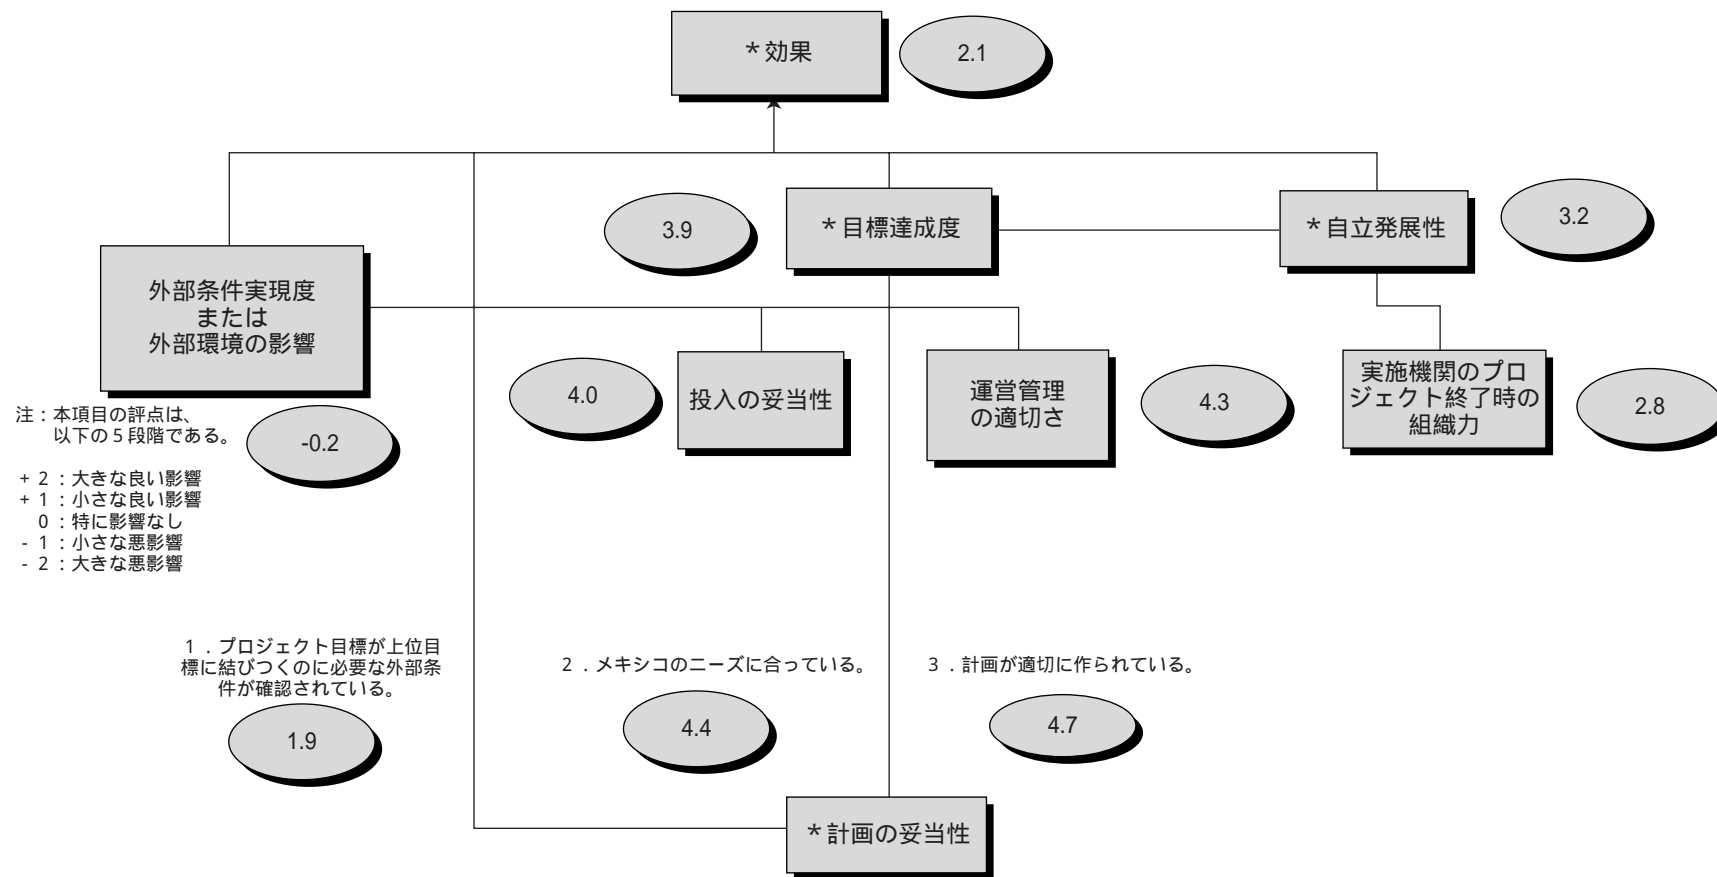 ＊効果
2.1
3.9
＊目標達成度
＊自立発展性
3.2
外部条件実現度
または
外部環境の影響
4.0
投入の妥当性
運営管理
の適切さ
4.3
実施機関のプロ
ジェクト終了時の
組織力
2.8
注：本項目の評点は、
以下の５段階である。
-0.2
+ 2：大きな良い影響
+ 1：小さな良い影響
0：特に影響なし
- 1：小さな悪影響
- 2：大きな悪影響
１．プロジェクト目標が上位目
標に結びつくのに必要な外部条
件が確認されている。
1.9
２．メキシコのニーズに合っている。
4.4
３．計画が適切に作られている。
4.7
＊計画の妥当性